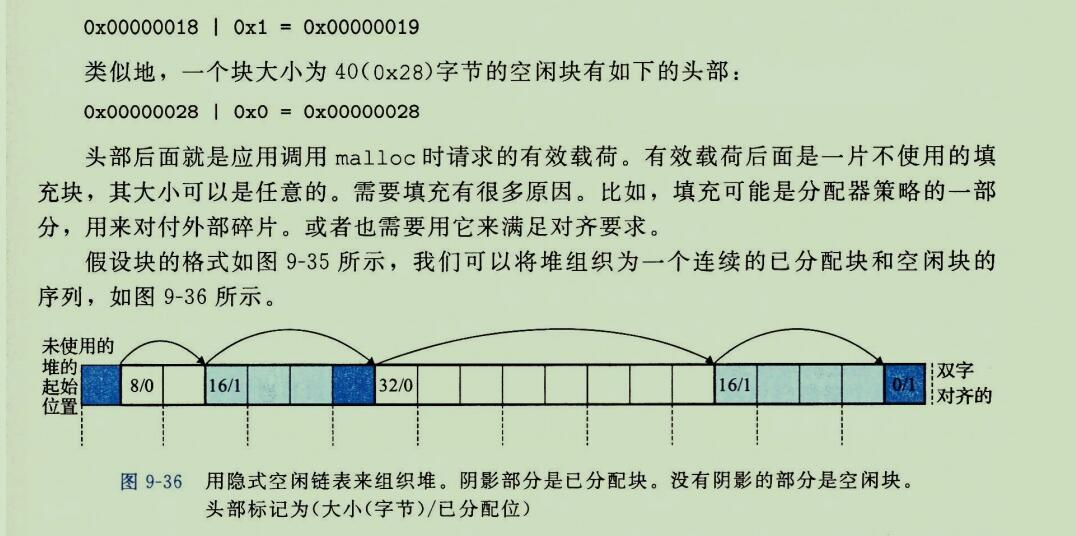 0x00000018 | 0x1 = 0x00000019
类似地，一个块大小为 40(0x28)字节的空闲块有如下的头部：
0x00000028 | 0x0 = 0x00000028
头部后面就是应用调用 malloc 时请求的有效载荷。有效载荷后面是一片不使用的填
充块，其大小可以是任意的。需要填充有很多原因。比如，填充可能是分配器策略的一部
分，用来对付外部碎片。或者也需要用它来满足对齐要求。
假设块的格式如图 9-35 所示，我们可以将堆组织为一个连续的已分配块和空闲块的
序列，如图 9-36 所示。
未使用的
堆的
起始
位置
8/0
16/1
32/0
16/1
0/1
双字
对齐的
图 9-36 用隐式空闲链表来组织堆。阴影部分是已分配块。没有阴影的部分是空闲块。
头部标记为(大小(字节)/已分配位)